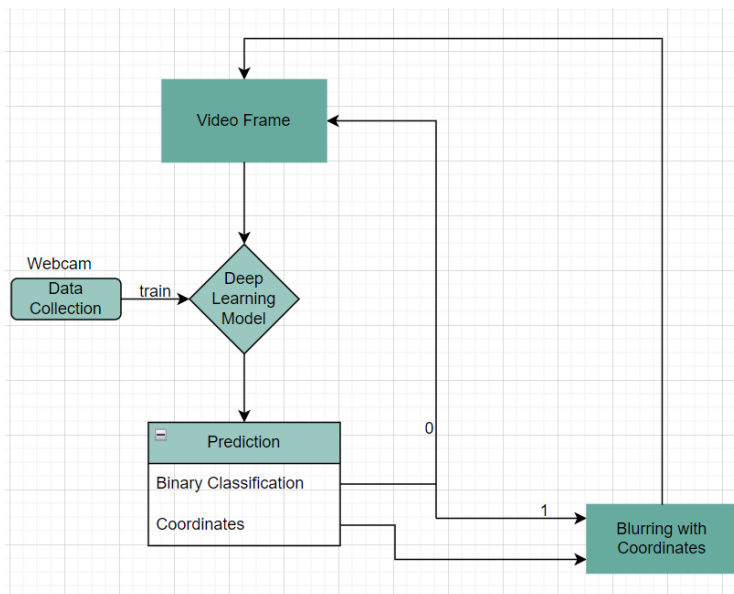 Video Frame
Webcam
Data
Collection
train
Deep
Learning
Model
0
Prediction
Binary Classification
Coordinates
1
Blurring with
Coordinates